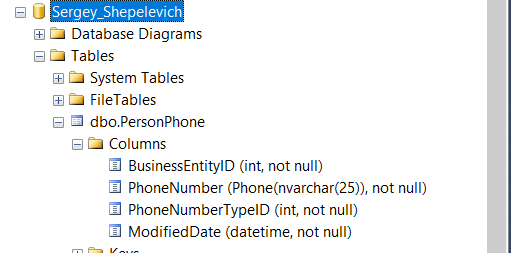 Sergey_Shepelevich
Database Diagrams
Tables
System Tables
FileTables
dbo.PersonPhone
Columns
BusinessEntityID (int, not null)
PhoneNumber (Phone(nvarchar(25)), not null)
PhoneNumberTypeID (int, not null)
ModifiedDate (datetime, not null)
Keys